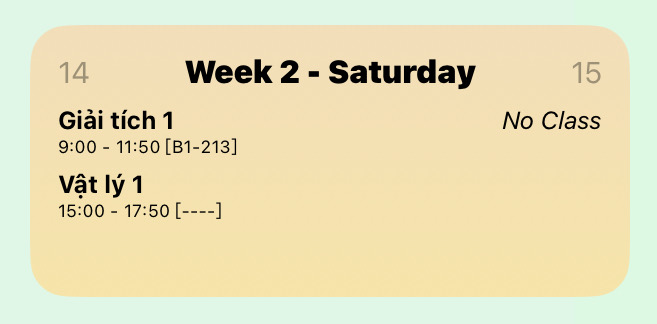 14 Week 2 - Saturday 15
Giải tích 1 No Class
9:00 - 11:50 [B1-213]
Vật lý 1
15:00 - 17:50 [----]